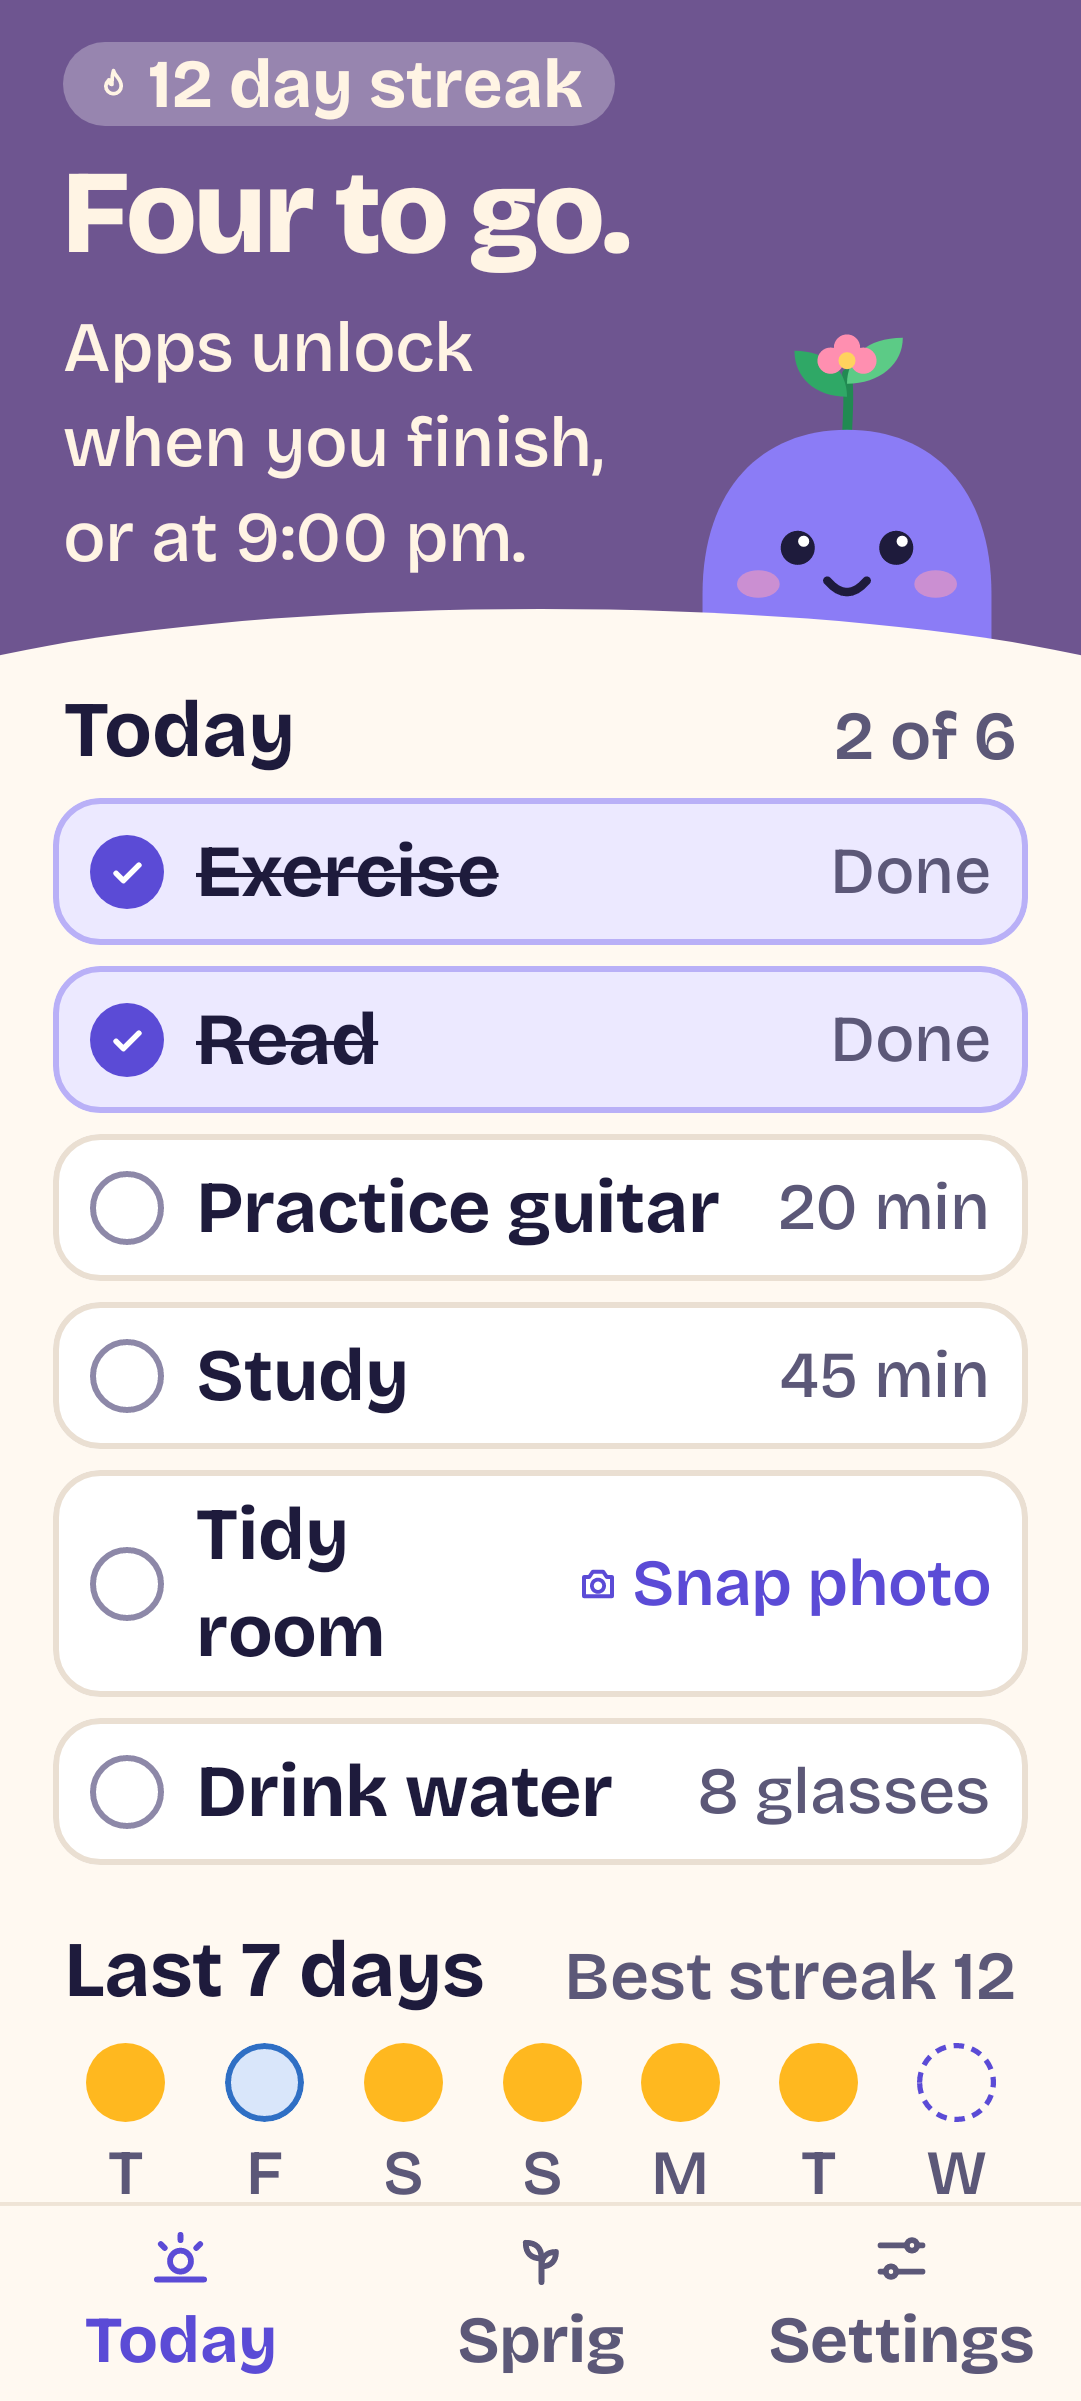 12 day streak
Four to go.
Apps unlock
when you finish,
or at 9:00 pm.
Today
2 of 6
Exercise
Done
Read
Done
Practice guitar
20 min
Study
45 min
Tidy
room
Snap photo
Drink water
8 glasses
Last 7 days
Best streak 12
T F S S M T W
Today
Sprig
Settings